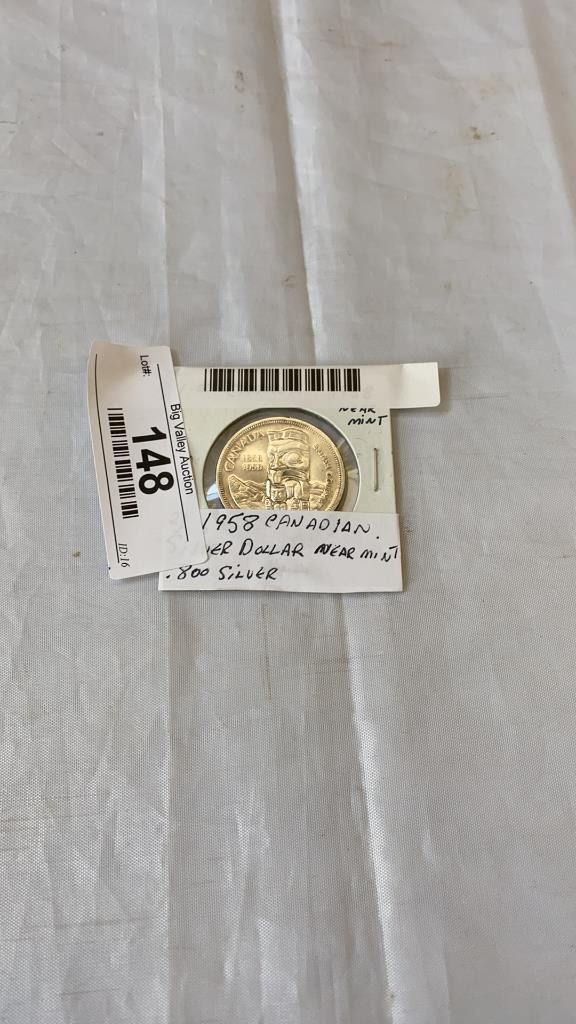 Lot#:
Big Valley Auction
148
ID:16
NEAR
MINT
CANADA
1858
1958
1958 CANADIAN.
DOLLAR NEAR MINT
.800 SILVER